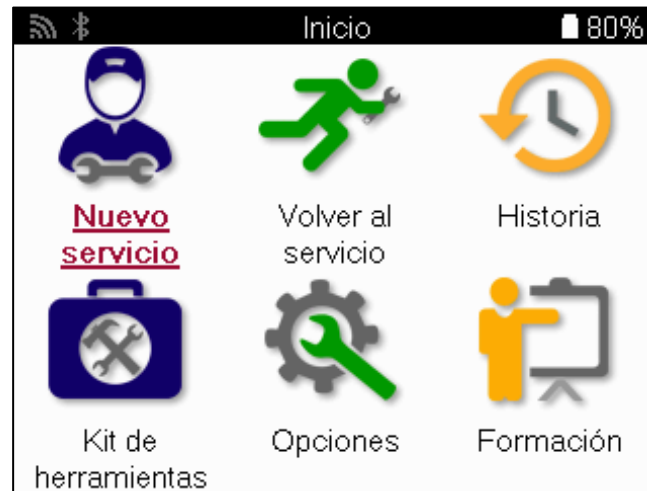 Inicio
80%
Nuevo
servicio
Volver al
servicio
Historia
Kit de
herramientas
Opciones
Formación